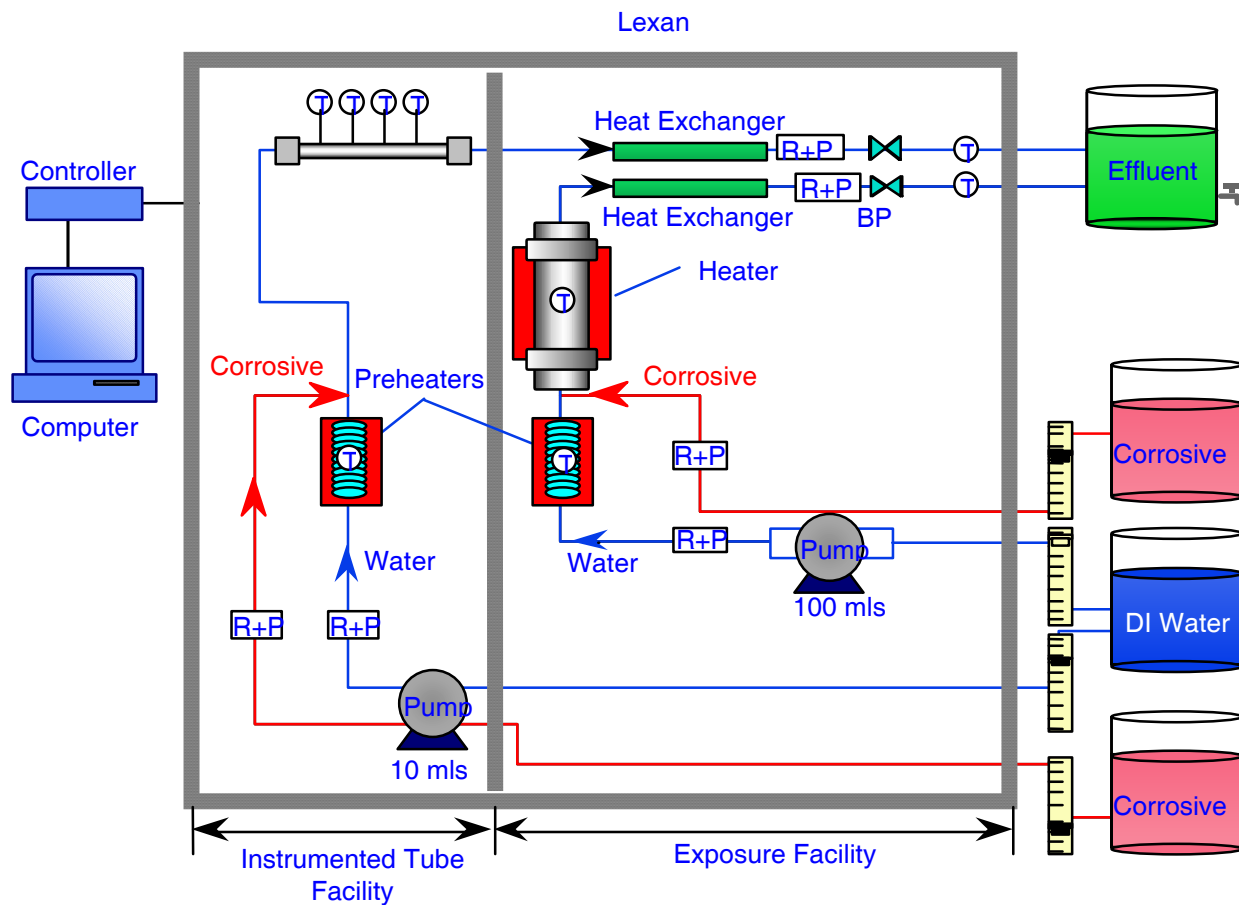 Lexan
T T T T
Heat Exchanger
R+P
T
Effluent
Controller
R+P
T
Heat Exchanger
BP
Heater
T
Corrosive
Preheaters
Corrosive
Computer
T
T
R+P
Corrosive
Water
R+P
Pump
Water
100 mls
DI Water
R+P
R+P
Pump
10 mls
Corrosive
Instrumented Tube
Facility
Exposure Facility